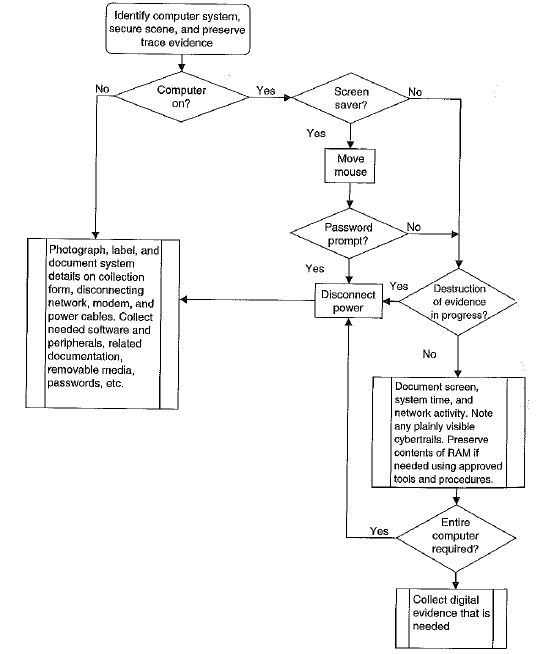 Identify computer system,
secure scene, and preserve
trace evidence
No
Computer
on?
Yes
Screen
saver?
No
Yes
Move
mouse
Password
prompt?
No
Yes
Photograph, label, and
document system
details on collection
form, disconnecting
network, modem, and
power cables. Collect
needed software and
peripherals, related
documentation,
removable media,
passwords, etc.
Disconnect
power
Yes
Destruction
of evidence
in progress?
No
Document screen,
system time, and
network activity. Note
any plainly visible
cybertrails. Preserve
contents of RAM if
needed using approved
tools and procedures.
Yes
Entire
computer
required?
Collect digital
evidence that is
needed